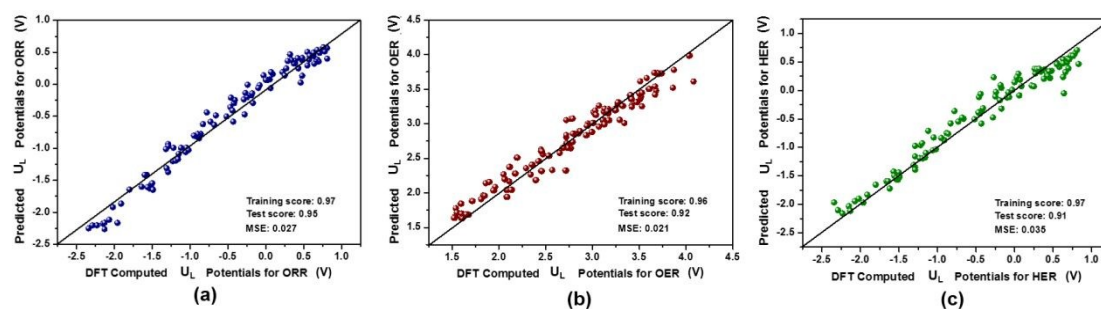 (a)
Predicted U_L Potentials for ORR (V)
1.0
0.5
0.0
-0.5
-1.0
-1.5
-2.0
-2.5
Training score: 0.97
Test score: 0.95
MSE: 0.027
-2.5 -2.0 -1.5 -1.0 -0.5 0.0 0.5 1.0
DFT Computed U_L Potentials for ORR (V)
(a)
(b)
Predicted U_L Potentials for OER (V)
4.5
4.0
3.5
3.0
2.5
2.0
1.5
Training score: 0.96
Test score: 0.92
MSE: 0.021
1.5 2.0 2.5 3.0 3.5 4.0 4.5
DFT Computed U_L Potentials for OER (V)
(b)
(c)
Predicted U_L Potentials for HER (V)
1.0
0.5
0.0
-0.5
-1.0
-1.5
-2.0
-2.5
Training score: 0.97
Test score: 0.91
MSE: 0.035
-2.5 -2.0 -1.5 -1.0 -0.5 0.0 0.5 1.0
DFT Computed U_L Potentials for HER (V)
(c)